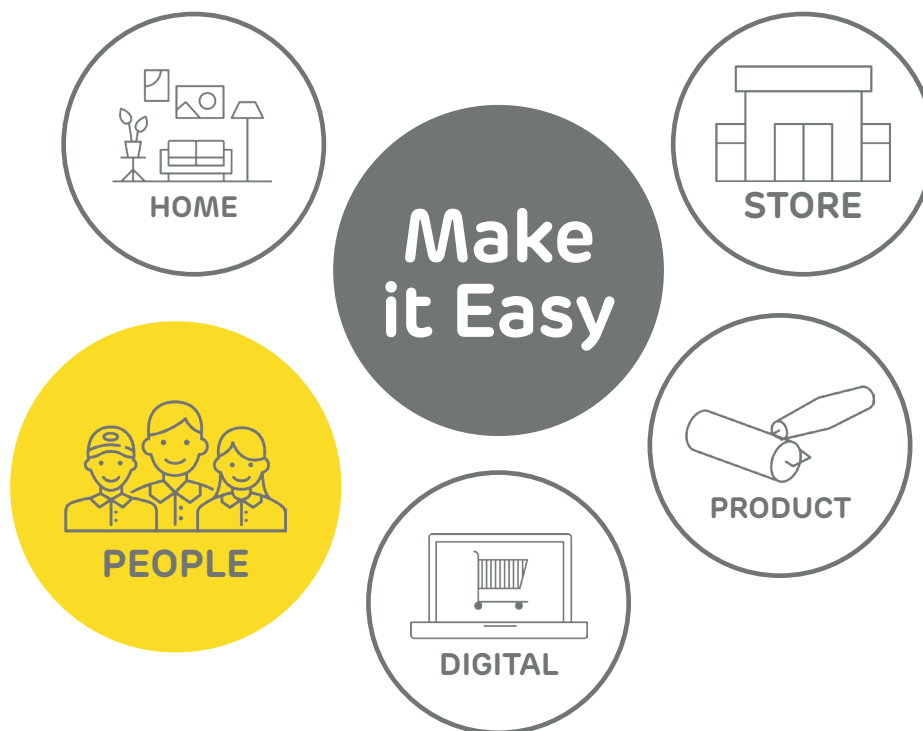 HOME
STORE
Make
it Easy
PEOPLE
PRODUCT
DIGITAL